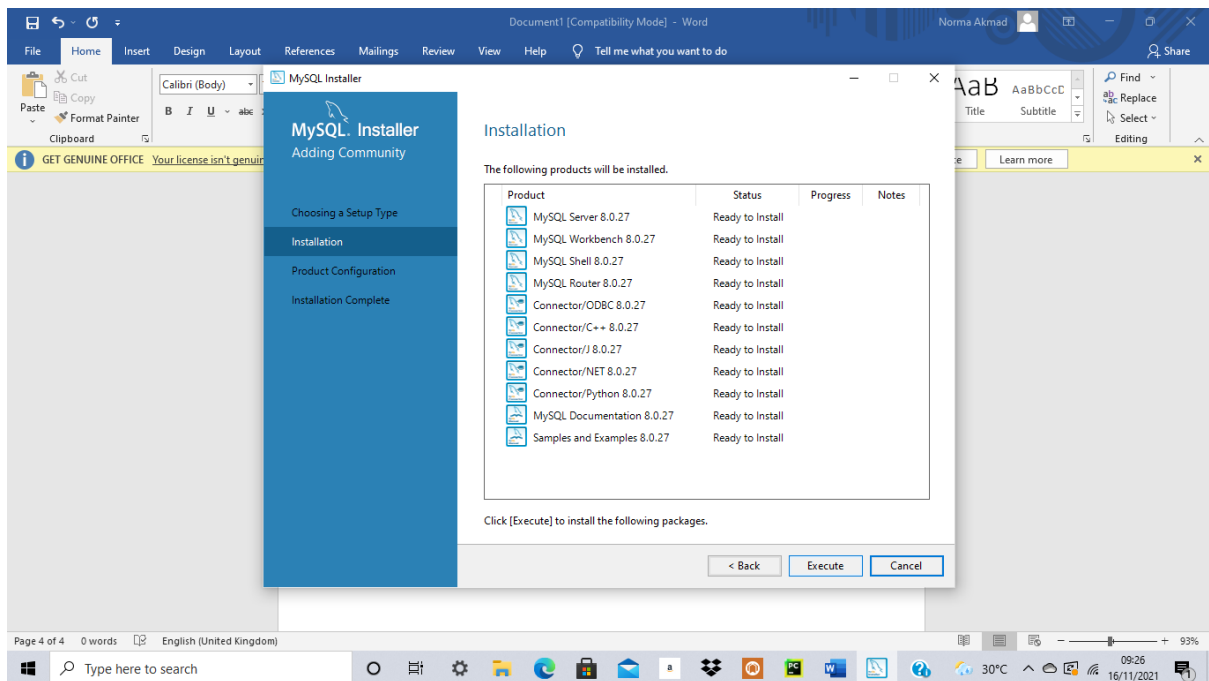 Document1 [Compatibility Mode] - Word
Norma Akmad
File Home Insert Design Layout References Mailings Review View Help Tell me what you want to do
Share
Paste
Cut
Copy
Format Painter
Clipboard
Calibri (Body)
B I U abc
AaB AaBbCcC
Title Subtitle
Find
Replace
Select
Editing
GET GENUINE OFFICE Your license isn't genuin
Learn more
MySQL Installer
MySQL. Installer
Adding Community
Choosing a Setup Type
Installation
Product Configuration
Installation Complete
Installation
The following products will be installed.
Product Status Progress Notes
MySQL Server 8.0.27 Ready to Install
MySQL Workbench 8.0.27 Ready to Install
MySQL Shell 8.0.27 Ready to Install
MySQL Router 8.0.27 Ready to Install
Connector/ODBC 8.0.27 Ready to Install
Connector/C++ 8.0.27 Ready to Install
Connector/J 8.0.27 Ready to Install
Connector/NET 8.0.27 Ready to Install
Connector/Python 8.0.27 Ready to Install
MySQL Documentation 8.0.27 Ready to Install
Samples and Examples 8.0.27 Ready to Install
Click [Execute] to install the following packages.
< Back Execute Cancel
Page 4 of 4 0 words English (United Kingdom)
93%
Type here to search
30°C
09:26
16/11/2021